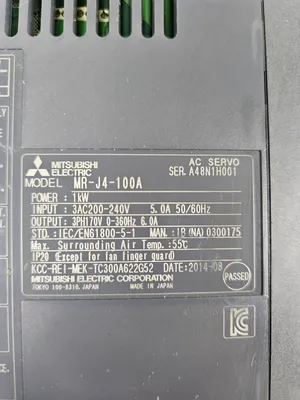 MITSUBISHI
ELECTRIC
AC SERVO
SER.A48N1H001
MODEL MR-J4-100A
POWER : 1kW
INPUT : 3AC200-240V 5.0A 50/60Hz
OUTPUT: 3PH170V 0-360Hz 6.0A
STD.: IEC/EN61800-5-1 MAN.: IB(NA)0300175
Max. Surrounding Air Temp.:55℃
IP20 (Except for fan finger guard)
KCC-REI-MEK-TC300A622G52 DATE:2014-09
PASSED
MITSUBISHI ELECTRIC CORPORATION
TOKYO 100-8310, JAPAN MADE IN JAPAN